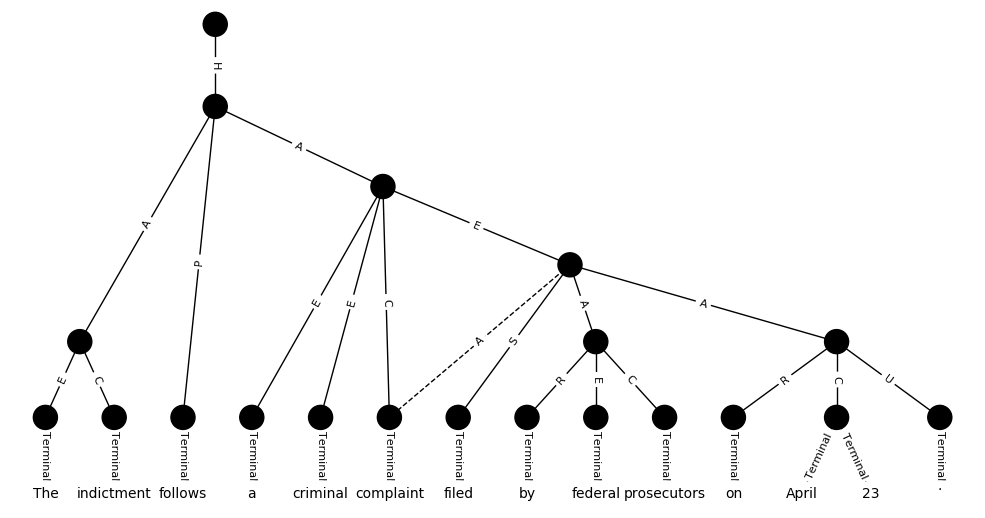 H
A
A
P
E
E
E
C
A
S
A
A
E
C
R
E
C
R
C
U
Terminal Terminal Terminal Terminal Terminal Terminal Terminal Terminal Terminal Terminal Terminal Terminal Terminal Terminal
The indictment follows a criminal complaint filed by federal prosecutors on April 23 .